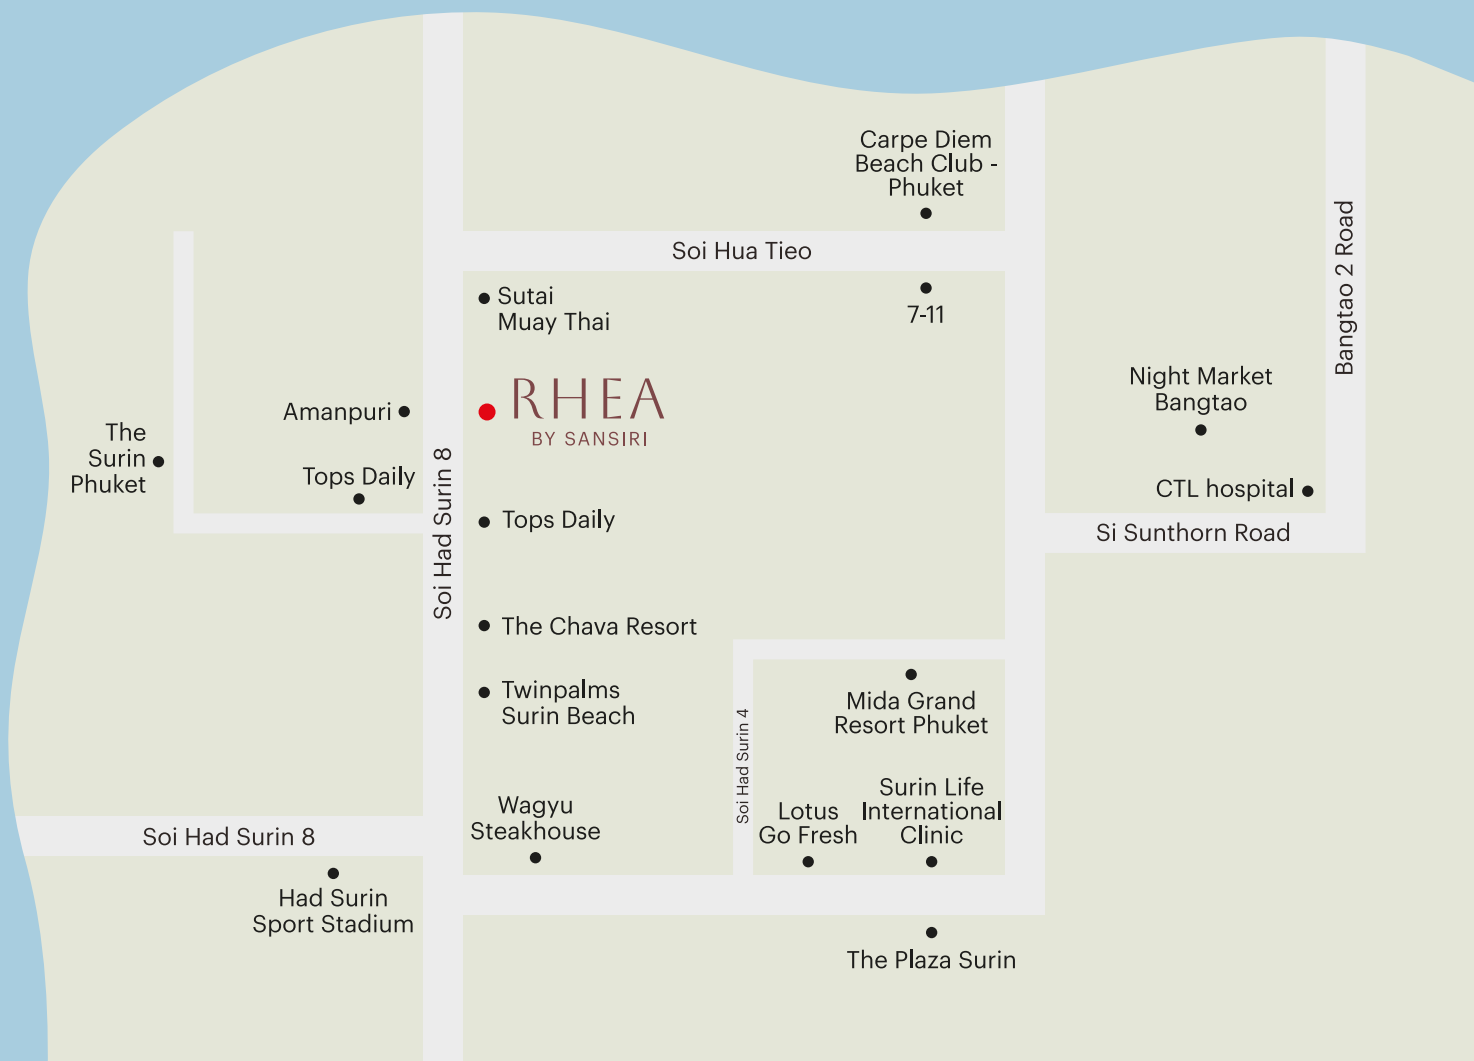 Carpe Diem
Beach Club -
Phuket
Soi Hua Tieo
Sutai
Muay Thai
7-11
Bangtao 2 Road
Amanpuri
RHEA
BY SANSIRI
Night Market
Bangtao
The
Surin
Phuket
Tops Daily
Soi Had Surin 8
Tops Daily
CTL hospital
Si Sunthorn Road
The Chava Resort
Twinpalms
Surin Beach
Soi Had Surin 4
Mida Grand
Resort Phuket
Wagyu
Steakhouse
Lotus
Go Fresh
Surin Life
International
Clinic
Soi Had Surin 8
Had Surin
Sport Stadium
The Plaza Surin